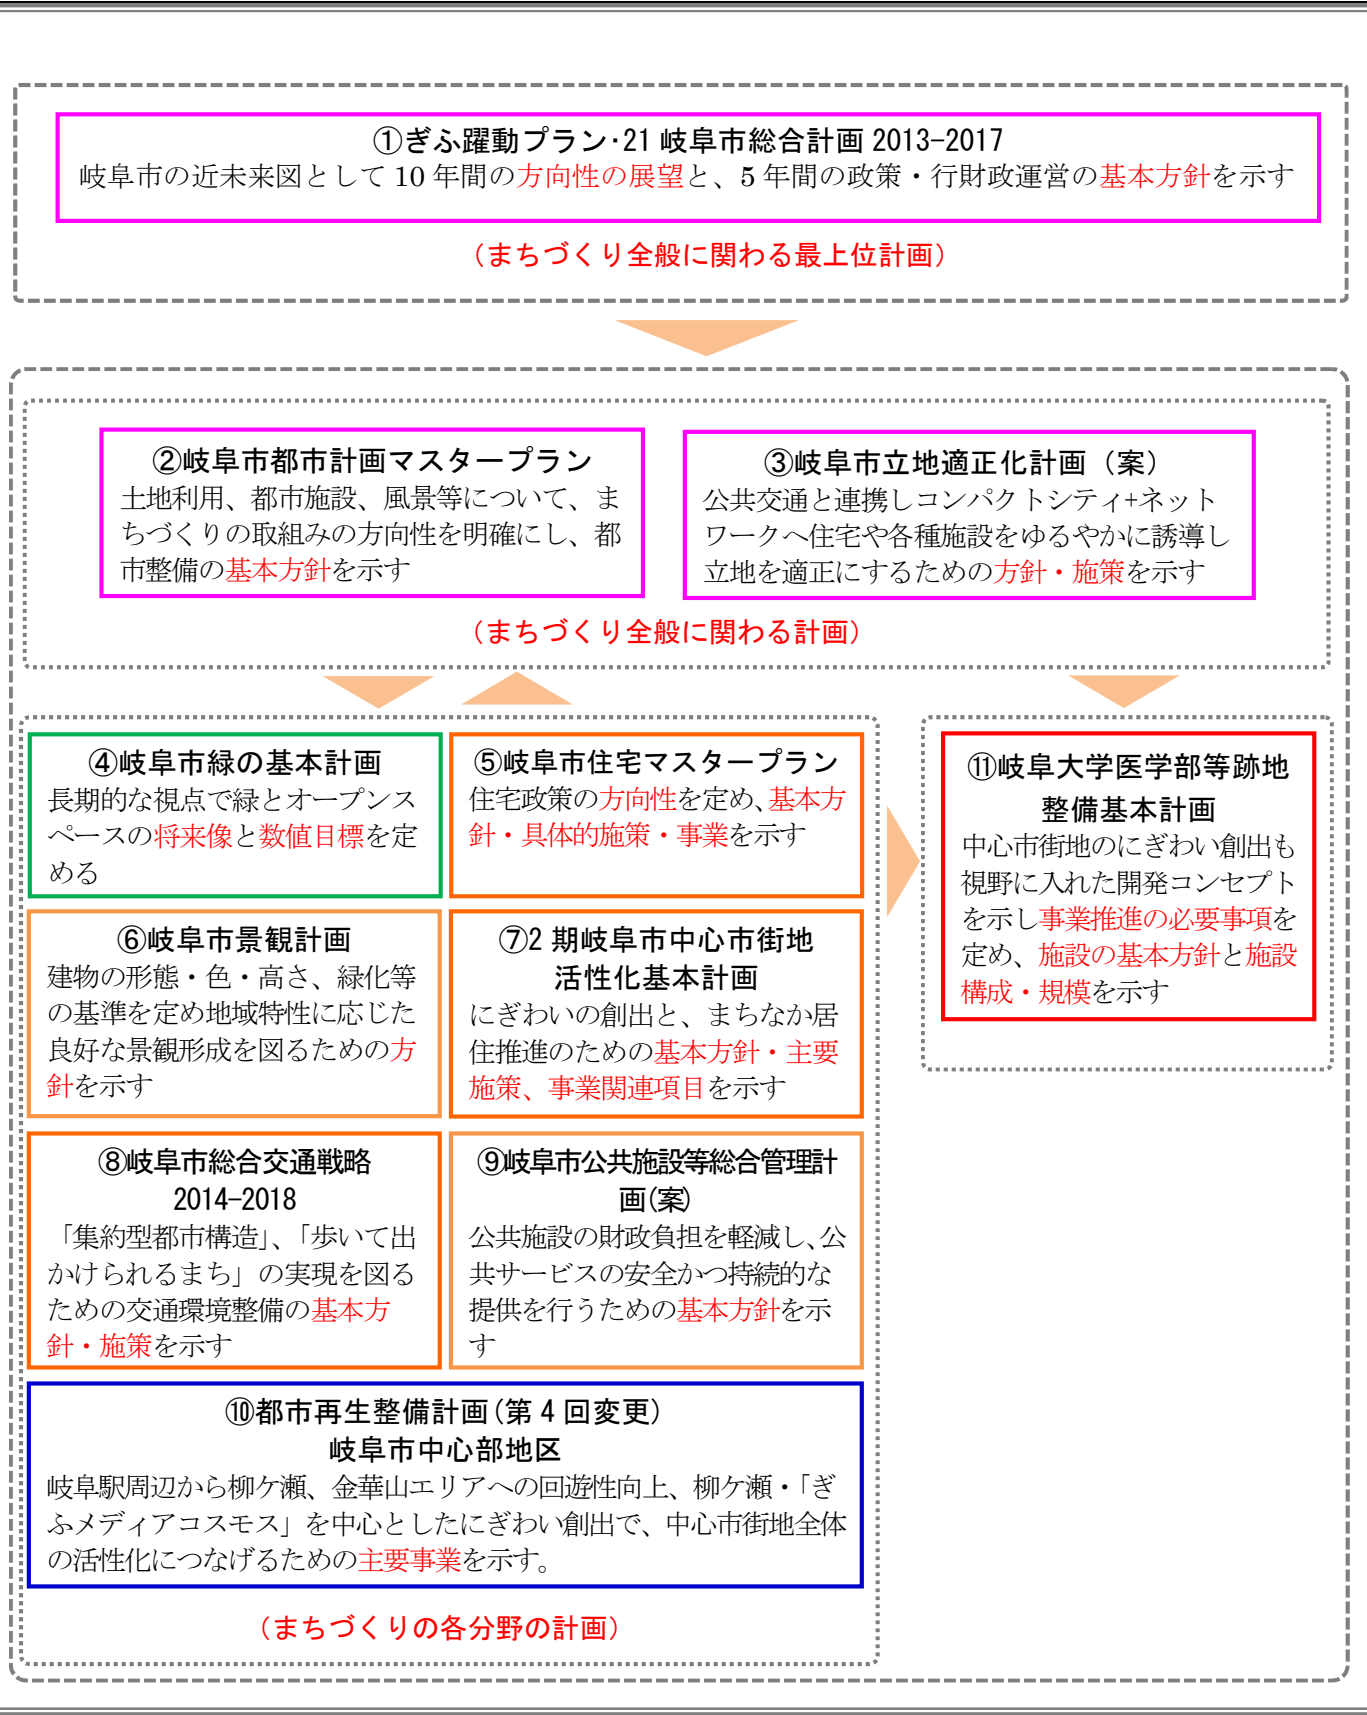 ①ぎふ躍動プラン・21 岐阜市総合計画 2013-2017
岐阜市の近未来図として 10 年間の方向性の展望と、5 年間の政策・行財政運営の基本方針を示す
（まちづくり全般に関わる最上位計画）
②岐阜市都市計画マスタープラン
土地利用、都市施設、風景等について、ま
ちづくりの取組みの方向性を明確にし、都
市整備の基本方針を示す
③岐阜市立地適正化計画（案）
公共交通と連携しコンパクトシティ+ネット
ワークへ住宅や各種施設をゆるやかに誘導し
立地を適正にするための方針・施策を示す
（まちづくり全般に関わる計画）
④岐阜市緑の基本計画
長期的な視点で緑とオープンス
ペースの将来像と数値目標を定
める
⑤岐阜市住宅マスタープラン
住宅政策の方向性を定め、基本方
針・具体的施策・事業を示す
⑥岐阜市景観計画
建物の形態・色・高さ、緑化等
の基準を定め地域特性に応じた
良好な景観形成を図るための方
針を示す
⑦2 期岐阜市中心市街地
活性化基本計画
にぎわいの創出と、まちなか居
住推進のための基本方針・主要
施策、事業関連項目を示す
⑧岐阜市総合交通戦略
2014-2018
「集約型都市構造」、「歩いて出
かけられるまち」の実現を図る
ための交通環境整備の基本方
針・施策を示す
⑨岐阜市公共施設等総合管理計
画(案)
公共施設の財政負担を軽減し、公
共サービスの安全かつ持続的な
提供を行うための基本方針を示
す
⑩都市再生整備計画(第 4 回変更)
岐阜市中心部地区
岐阜駅周辺から柳ケ瀬、金華山エリアへの回遊性向上、柳ケ瀬・「ぎ
ふメディアコスモス」を中心としたにぎわい創出で、中心市街地全体
の活性化につなげるための主要事業を示す。
（まちづくりの各分野の計画）
⑪岐阜大学医学部等跡地
整備基本計画
中心市街地のにぎわい創出も
視野に入れた開発コンセプト
を示し事業推進の必要事項を
定め、施設の基本方針と施設
構成・規模を示す